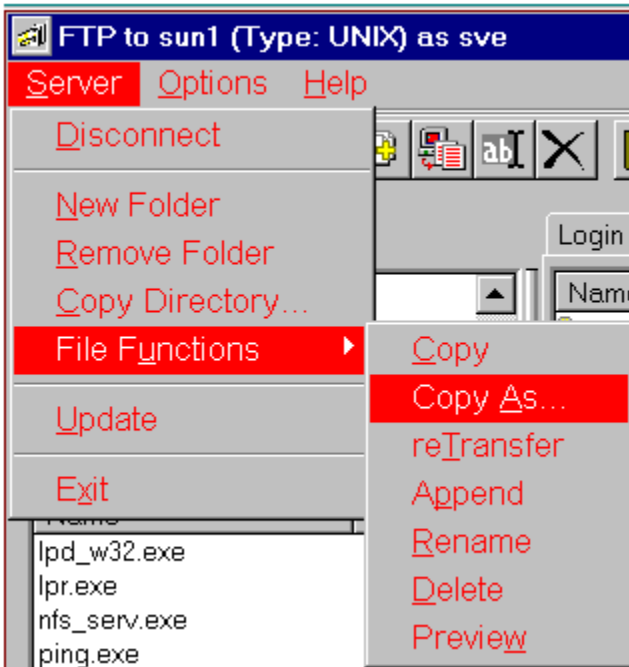 FTP to sun1 (Type: UNIX) as sve
Server Options Help
Disconnect
ab
New Folder
Remove Folder
Login
Copy Directory...
Name
File Functions
Copy
Copy As...
Update
reTransfer
Exit
Append
Name
Rename
lpd_w32.exe
lpr.exe
Delete
nfs_serv.exe
Preview
ping.exe